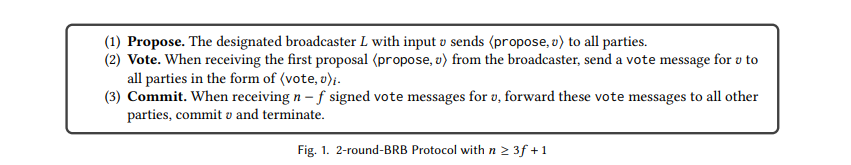 (1) Propose. The designated broadcaster L with input v sends ⟨propose, v⟩ to all parties.
(2) Vote. When receiving the first proposal ⟨propose, v⟩ from the broadcaster, send a vote message for v to
all parties in the form of ⟨vote, v⟩ᵢ.
(3) Commit. When receiving n − f signed vote messages for v, forward these vote messages to all other
parties, commit v and terminate.
Fig. 1. 2-round-BRB Protocol with n ≥ 3f + 1